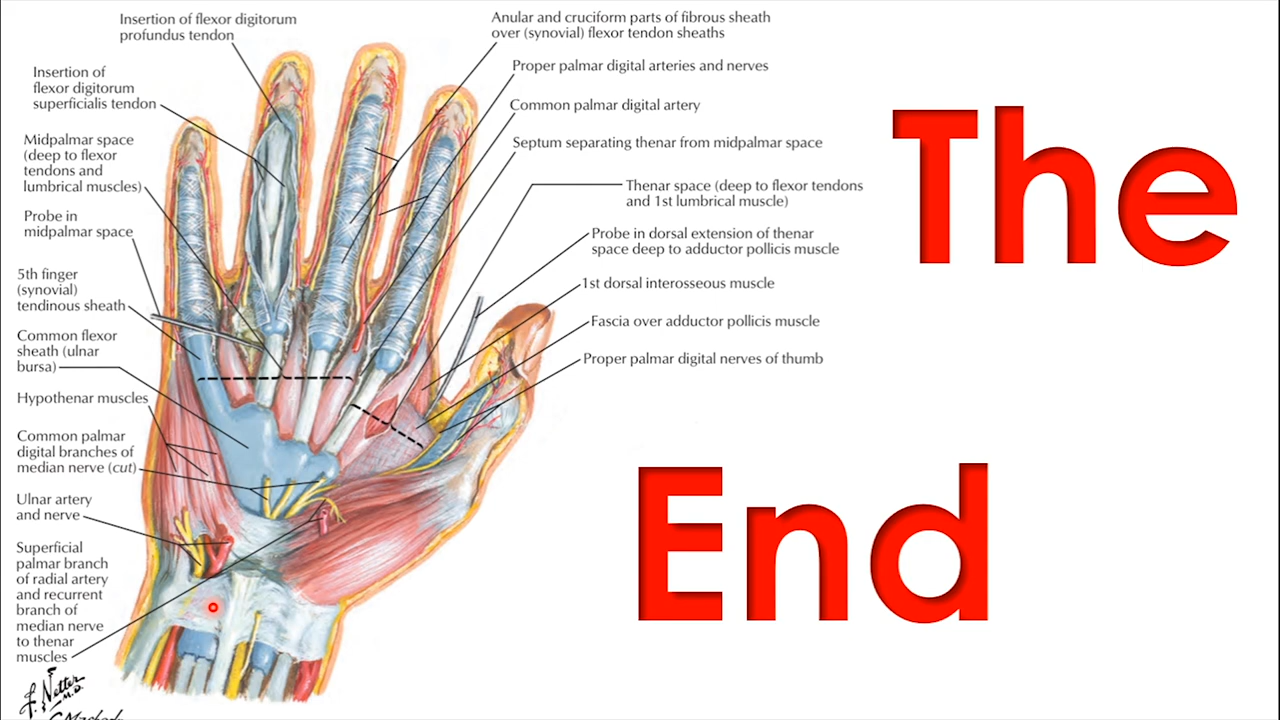 Insertion of flexor digitorum
profundus tendon
Insertion of
flexor digitorum
superficialis tendon
Midpalmar space
(deep to flexor
tendons and
lumbrical muscles)
Probe in
midpalmar space
5th finger
(synovial)
tendinous sheath
Common flexor
sheath (ulnar
bursa)
Hypothenar muscles
Common palmar
digital branches of
median nerve (cut)
Ulnar artery
and nerve
Superficial
palmar branch
of radial artery
and recurrent
branch of
median nerve
to thenar
muscles
Anular and cruciform parts of fibrous sheath
over (synovial) flexor tendon sheaths
Proper palmar digital arteries and nerves
Common palmar digital artery
Septum separating thenar from midpalmar space
Thenar space (deep to flexor tendons
and 1st lumbrical muscle)
Probe in dorsal extension of thenar
space deep to adductor pollicis muscle
1st dorsal interosseous muscle
Fascia over adductor pollicis muscle
Proper palmar digital nerves of thumb
The
End
F. Netter
M.D.